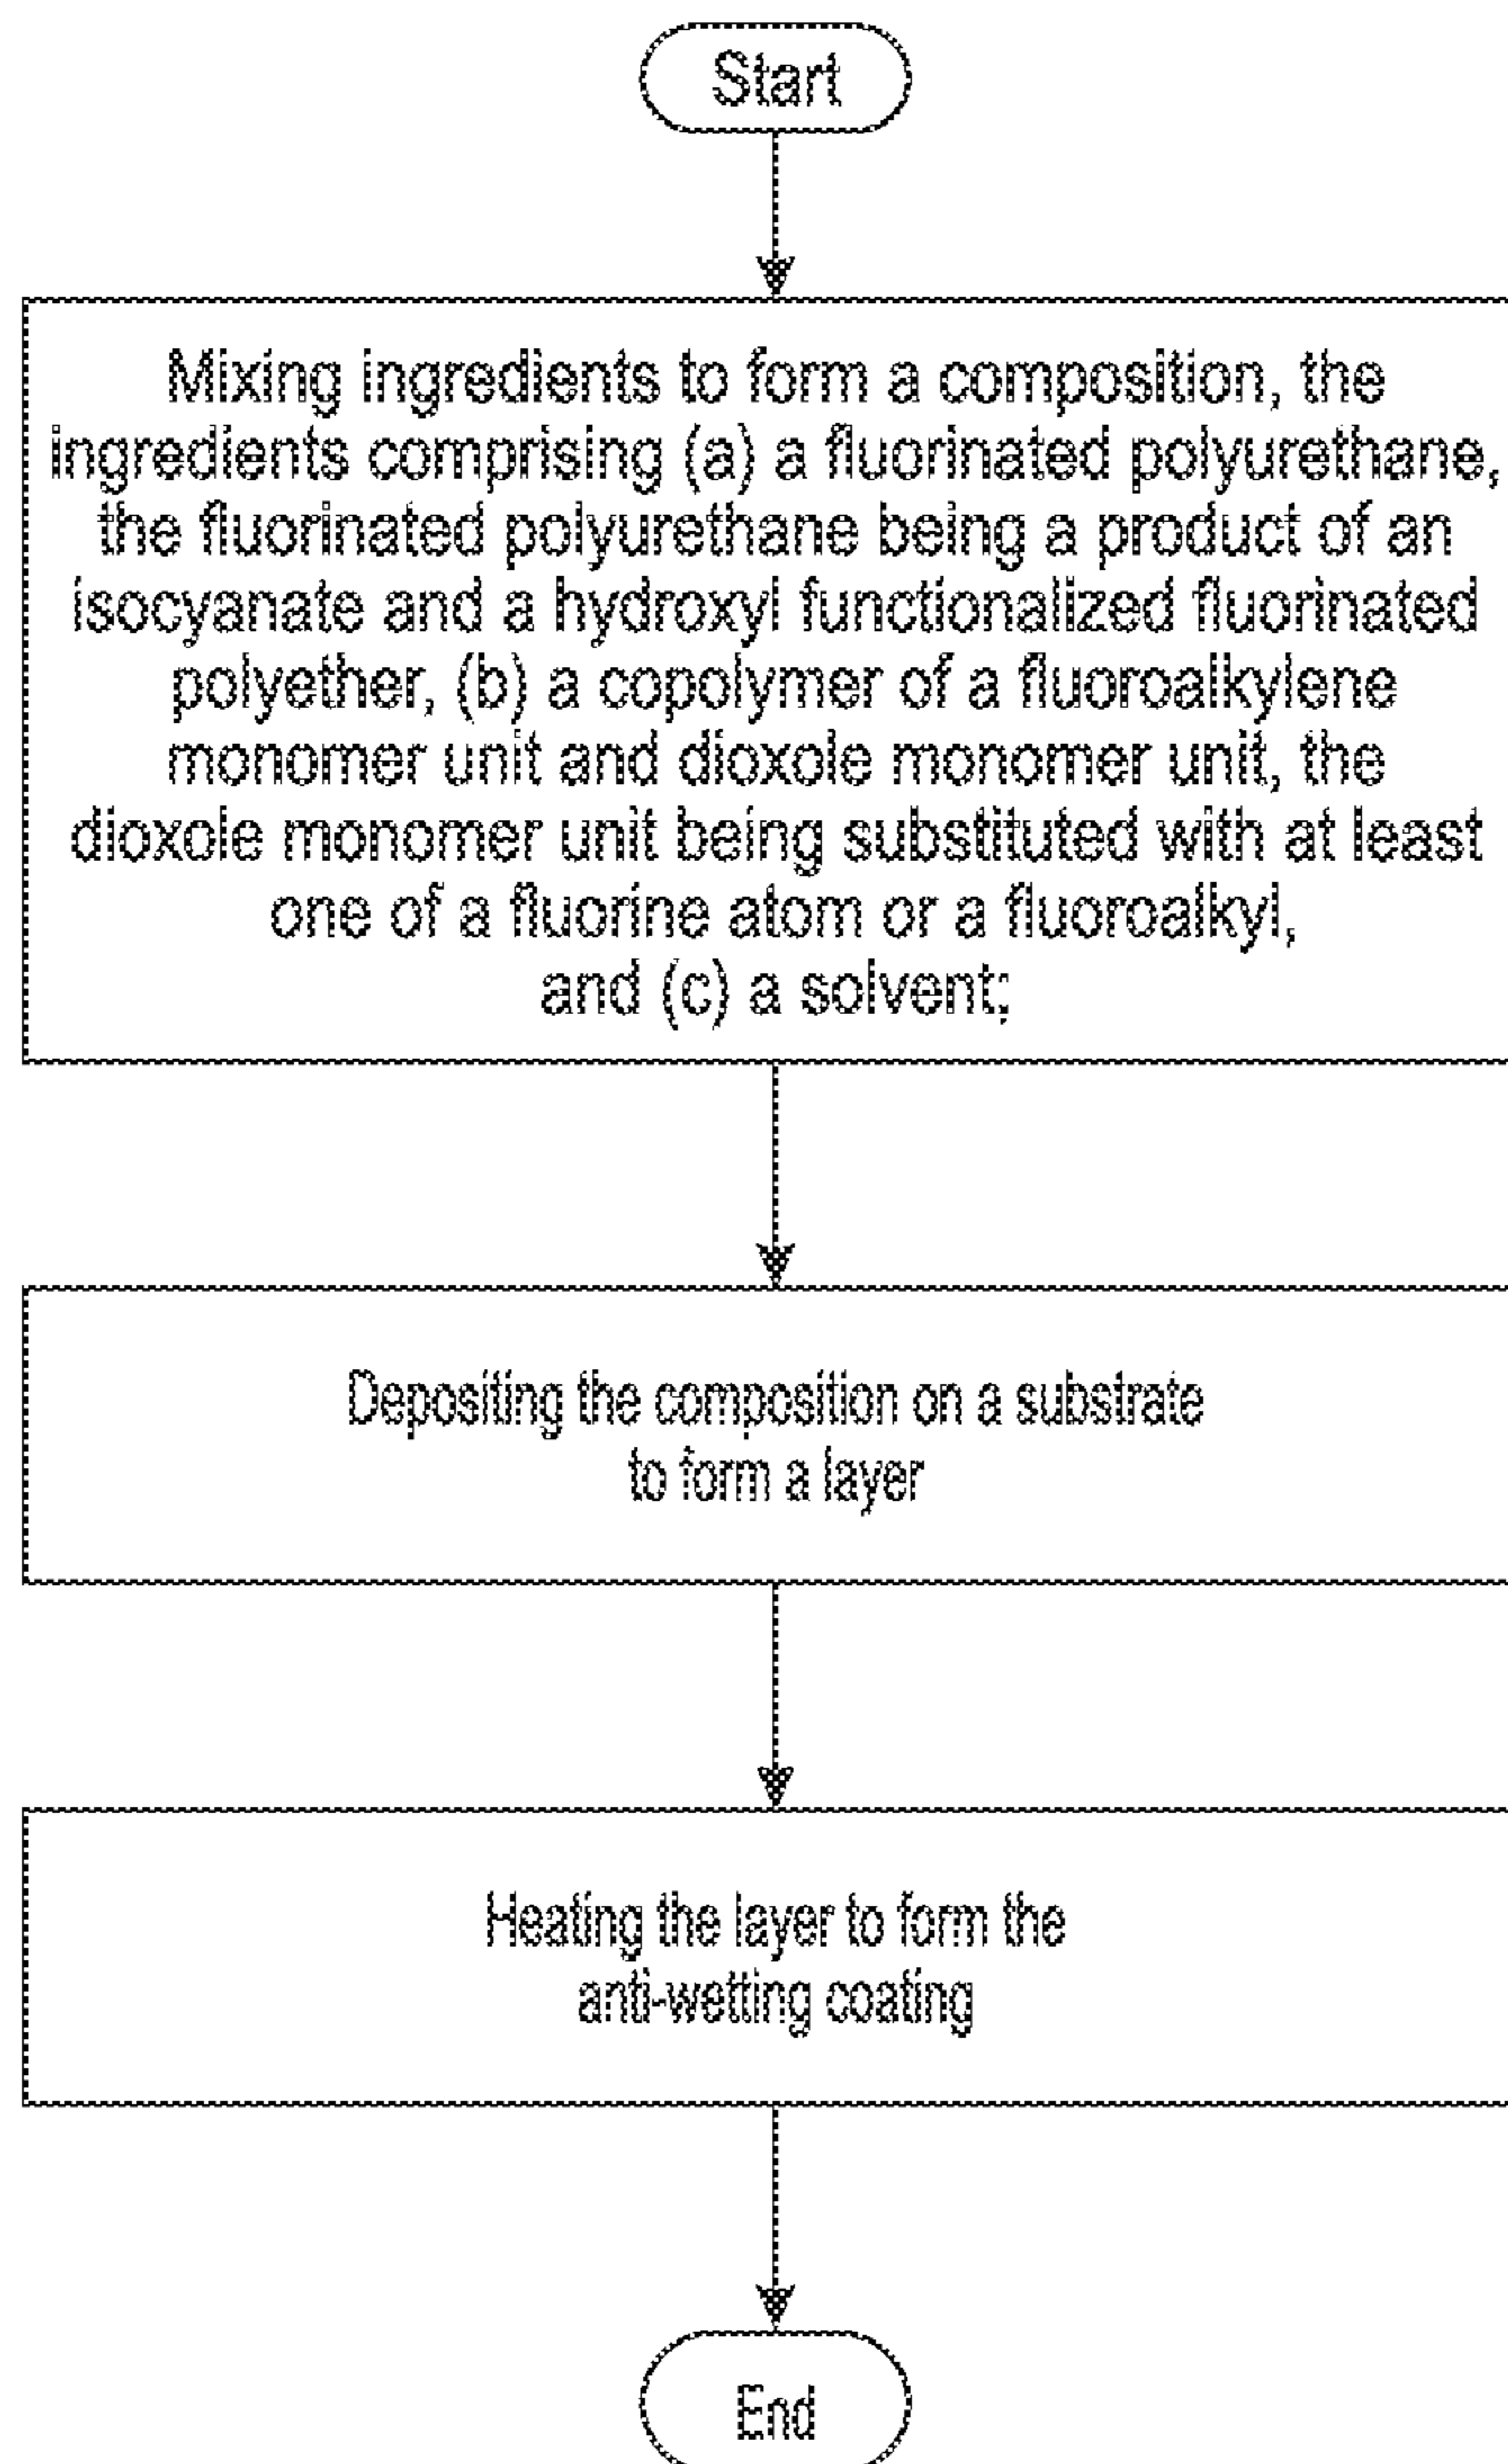 Start
Mixing ingredients to form a composition, the
ingredients comprising (a) a fluorinated polyurethane,
the fluorinated polyurethane being a product of an
isocyanate and a hydroxyl functionalized fluorinated
polyether, (b) a copolymer of a fluoroalkylene
monomer unit and dioxole monomer unit, the
dioxole monomer unit being substituted with at least
one of a fluorine atom or a fluoroalkyl,
and (c) a solvent;
Depositing the composition on a substrate
to form a layer
Heating the layer to form the
anti-wetting coating
End